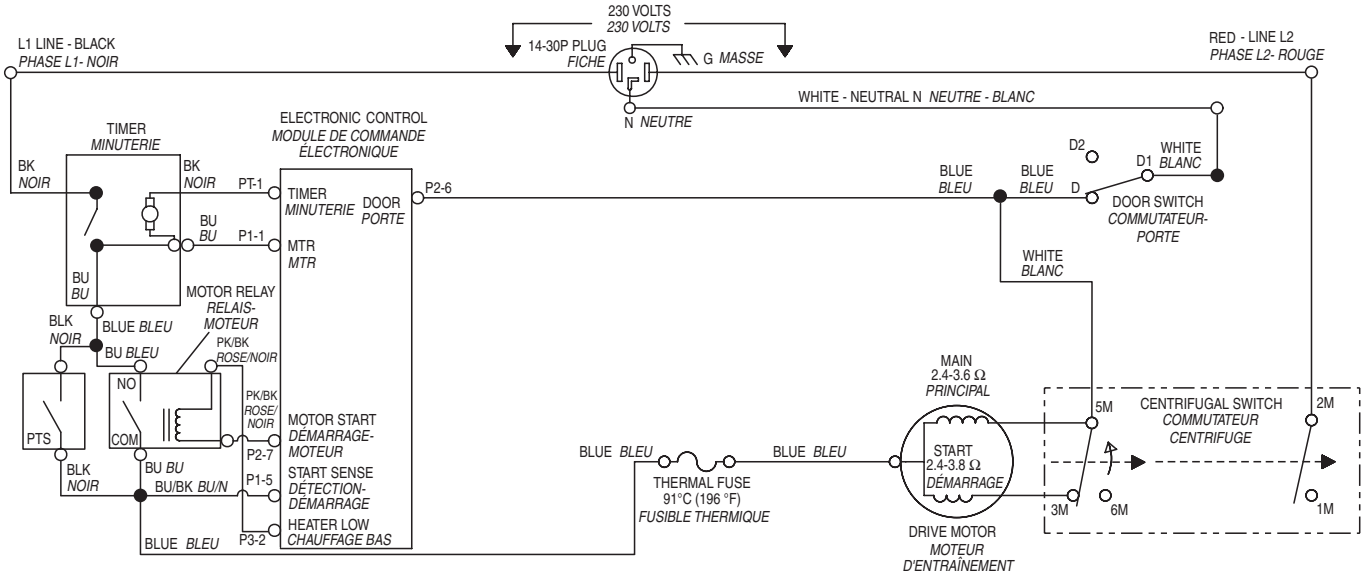 230 VOLTS
230 VOLTS
L1 LINE - BLACK
PHASE L1- NOIR
14-30P PLUG
FICHE
G MASSE
RED - LINE L2
PHASE L2- ROUGE
WHITE - NEUTRAL N NEUTRE - BLANC
N NEUTRE
TIMER
MINUTERIE
ELECTRONIC CONTROL
MODULE DE COMMANDE
ÉLECTRONIQUE
BK
NOIR
BK
NOIR
PT-1
TIMER
MINUTERIE
DOOR
PORTE
P2-6
BLUE
BLEU
BLUE
BLEU
D2
D1
WHITE
BLANC
D
DOOR SWITCH
COMMUTATEUR-
PORTE
BU
BU
P1-1
MTR
MTR
BU
BU
WHITE
BLANC
MOTOR RELAY
RELAIS-
MOTEUR
BLK
NOIR
BLUE BLEU
BU BLEU
PK/BK
ROSE/NOIR
NO
PTS
COM
PK/BK
ROSE/
NOIR
MOTOR START
DÉMARRAGE-
MOTEUR
P2-7
BLK
NOIR
BU BU
BU/BK BU/N
P1-5
START SENSE
DÉTECTION-
DÉMARRAGE
P3-2
HEATER LOW
CHAUFFAGE BAS
BLUE BLEU
BLUE BLEU
THERMAL FUSE
91°C (196 °F)
FUSIBLE THERMIQUE
BLUE BLEU
MAIN
2.4-3.6 Ω
PRINCIPAL
START
2.4-3.8 Ω
DÉMARRAGE
DRIVE MOTOR
MOTEUR
D'ENTRAÎNEMENT
5M
CENTRIFUGAL SWITCH
COMMUTATEUR
CENTRIFUGE
2M
3M
6M
1M